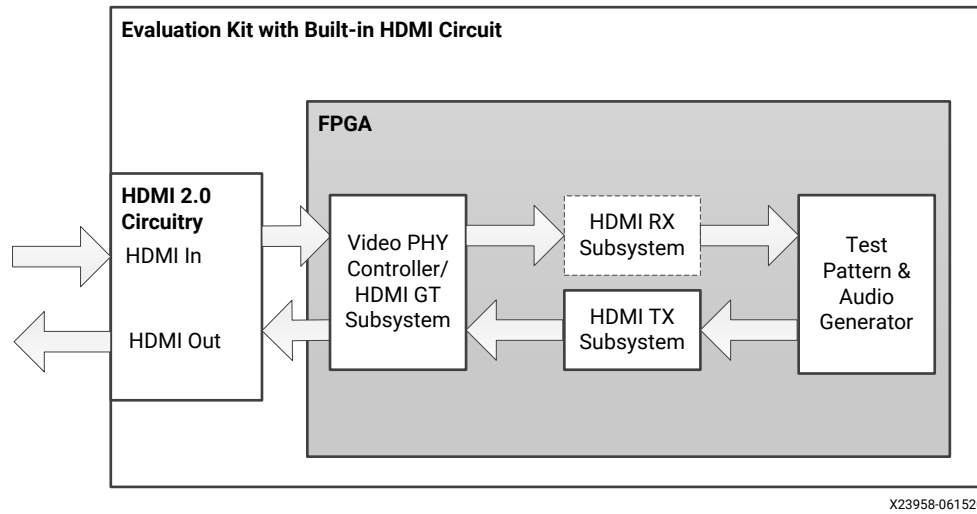 Evaluation Kit with Built-in HDMI Circuit
FPGA
HDMI 2.0
Circuitry
HDMI In
HDMI Out
Video PHY
Controller/
HDMI GT
Subsystem
HDMI RX
Subsystem
HDMI TX
Subsystem
Test
Pattern &
Audio
Generator
X23958-061520